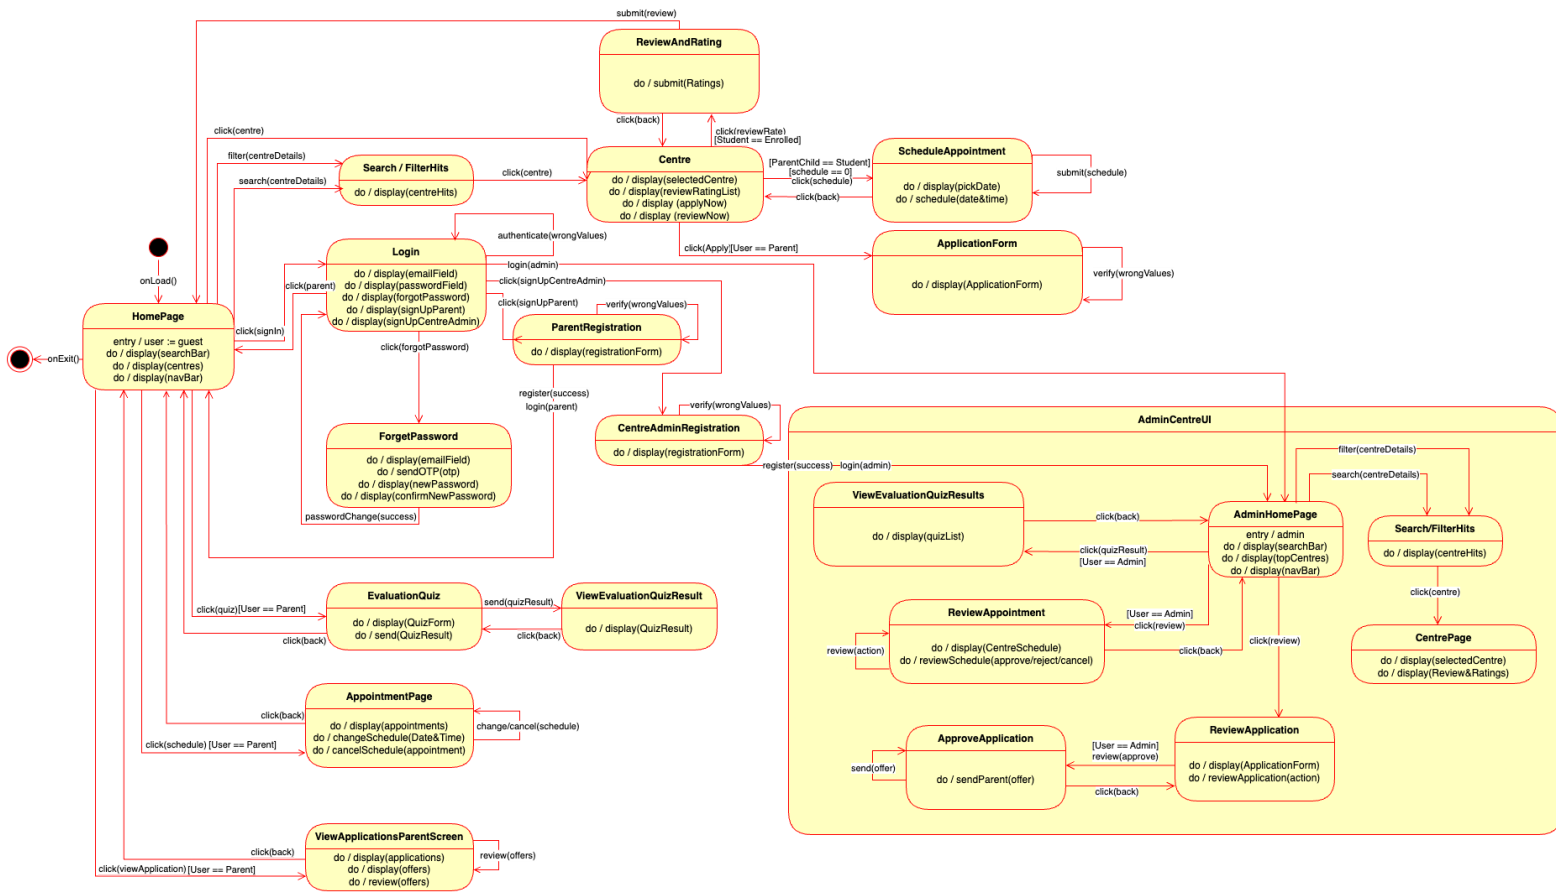 submit(review)
ReviewAndRating
do / submit(Ratings)
click(back)
click(reviewRate)
[Student == Enrolled]
click(centre)
filter(centreDetails)
search(centreDetails)
Search / FilterHits
do / display(centreHits)
click(centre)
Centre
do / display(selectedCentre)
do / display(reviewRatingList)
do / display (applyNow)
do / display (reviewNow)
[ParentChild == Student]
[schedule == 0]
click(schedule)
click(back)
ScheduleAppointment
do / display(pickDate)
do / schedule(date&time)
submit(schedule)
click(Apply)[User == Parent]
ApplicationForm
do / display(ApplicationForm)
verify(wrongValues)
onLoad()
HomePage
entry / user := guest
do / display(searchBar)
do / display(centres)
do / display(navBar)
onExit()
click(signIn)
click(parent)
Login
do / display(emailField)
do / display(passwordField)
do / display(forgotPassword)
do / display(signUpParent)
do / display(signUpCentreAdmin)
authenticate(wrongValues)
login(admin)
click(signUpCentreAdmin)
click(signUpParent)
verify(wrongValues)
ParentRegistration
do / display(registrationForm)
click(forgotPassword)
register(success)
login(parent)
ForgetPassword
do / display(emailField)
do / sendOTP(otp)
do / display(newPassword)
do / display(confirmNewPassword)
passwordChange(success)
verify(wrongValues)
CentreAdminRegistration
do / display(registrationForm)
register(success)
login(admin)
AdminCentreUI
filter(centreDetails)
search(centreDetails)
ViewEvaluationQuizResults
do / display(quizList)
click(back)
click(quizResult)
[User == Admin]
AdminHomePage
entry / admin
do / display(searchBar)
do / display(topCentres)
do / display(navBar)
Search/FilterHits
do / display(centreHits)
click(centre)
CentrePage
do / display(selectedCentre)
do / display(Review&Ratings)
ReviewAppointment
do / display(CentreSchedule)
do / reviewSchedule(approve/reject/cancel)
review(action)
[User == Admin]
click(review)
click(back)
click(review)
ReviewApplication
do / display(ApplicationForm)
do / reviewApplication(action)
[User == Admin]
review(approve)
click(back)
ApproveApplication
do / sendParent(offer)
send(offer)
click(quiz)[User == Parent]
click(back)
EvaluationQuiz
do / display(QuizForm)
do / send(QuizResult)
send(quizResult)
click(back)
ViewEvaluationQuizResult
do / display(QuizResult)
click(back)
click(schedule) [User == Parent]
AppointmentPage
do / display(appointments)
do / changeSchedule(Date&Time)
do / cancelSchedule(appointment)
change/cancel(schedule)
click(back)
click(viewApplication)[User == Parent]
ViewApplicationsParentScreen
do / display(applications)
do / display(offers)
do / review(offers)
review(offers)